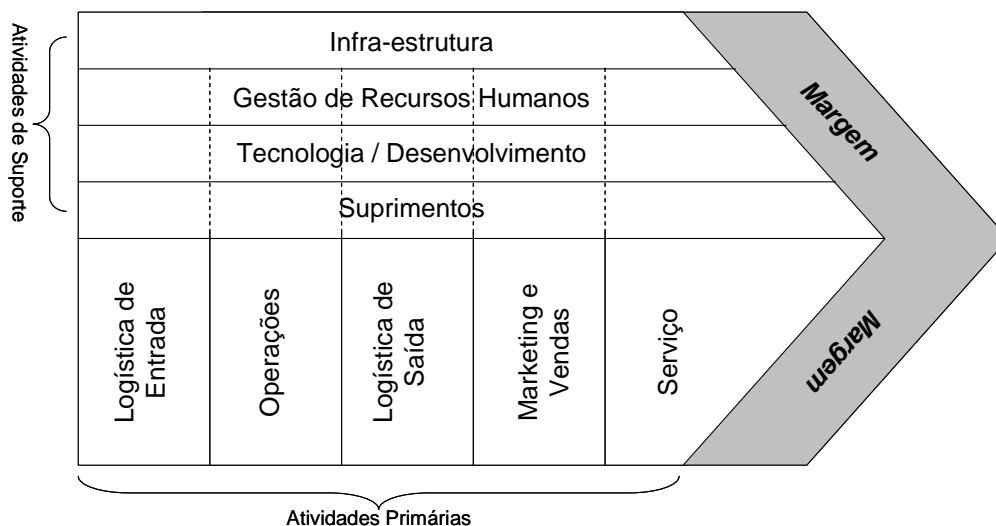 Atividades de Suporte
Infra-estrutura
Gestão de Recursos Humanos
Tecnologia / Desenvolvimento
Suprimentos
Logística de
Entrada
Operações
Logística de
Saída
Marketing e
Vendas
Serviço
Margem
Margem
Atividades Primárias